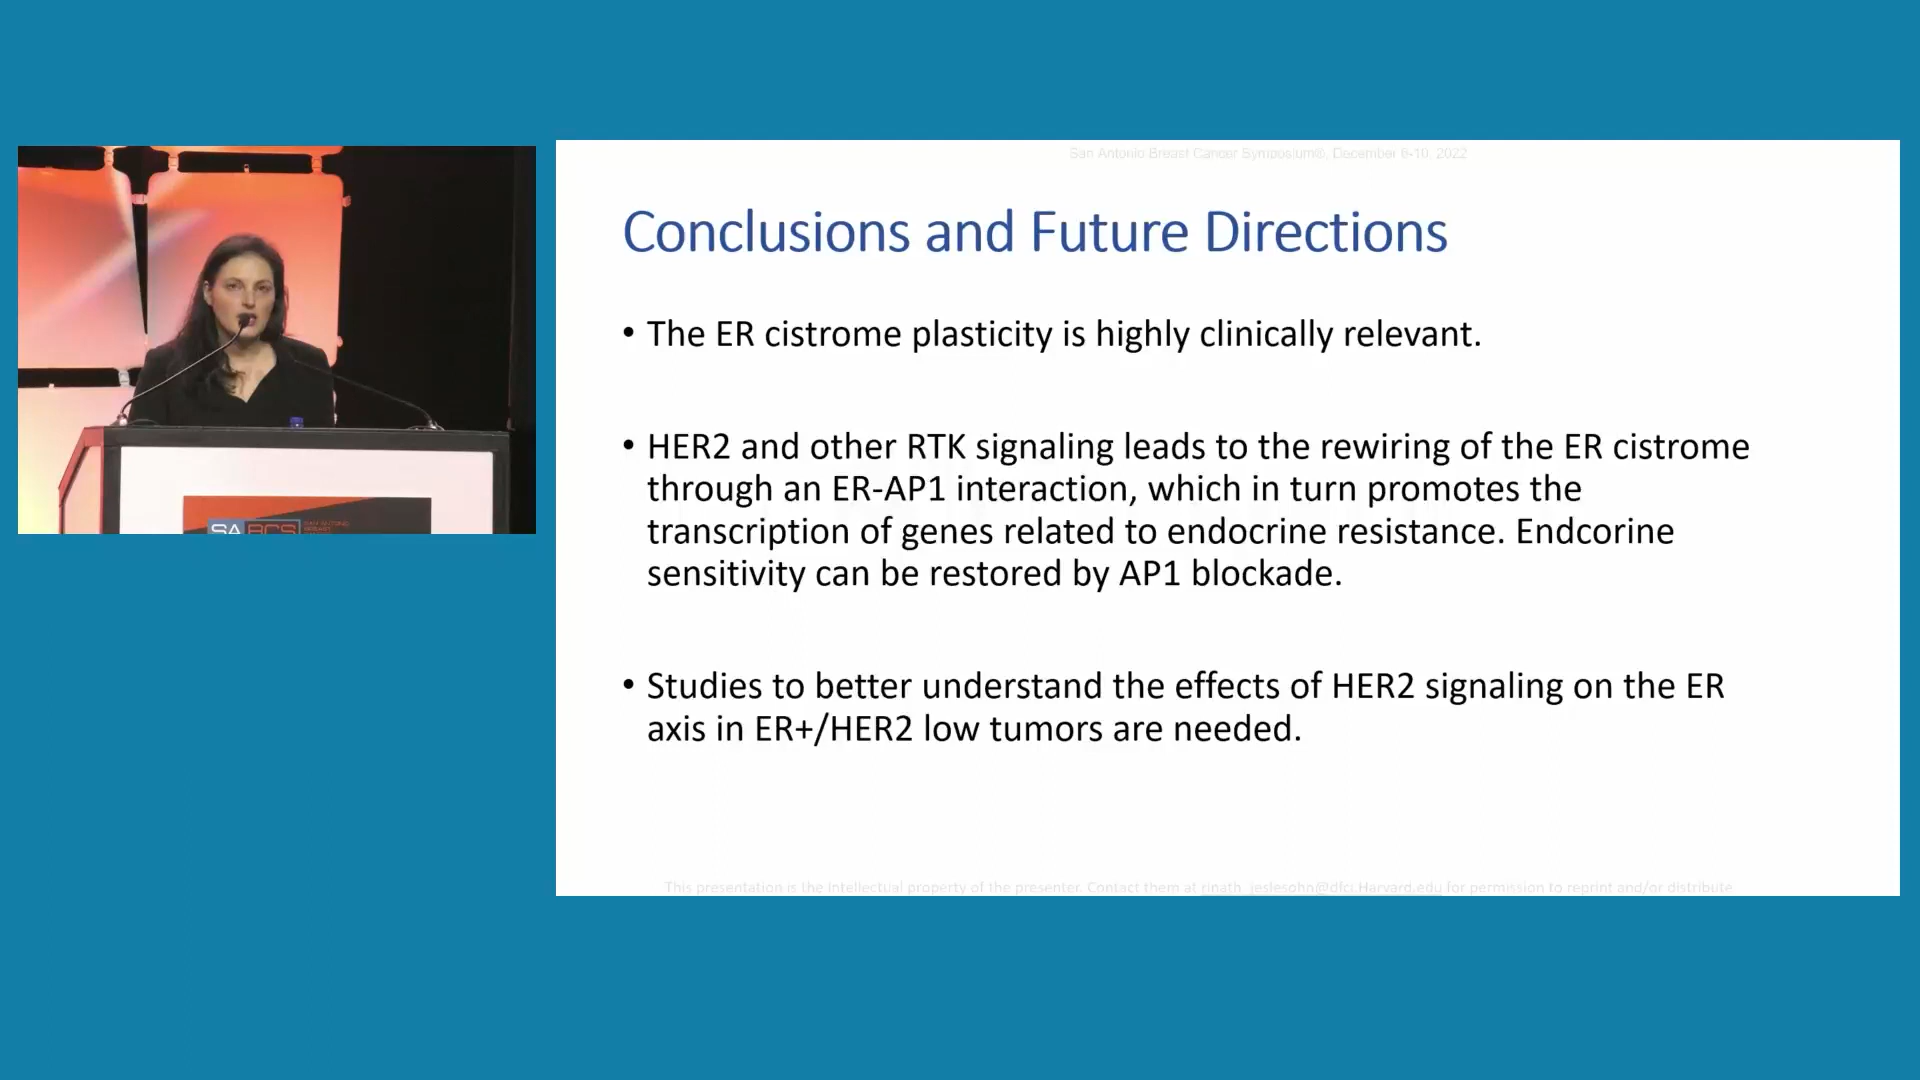 San Antonio Breast Cancer Symposium®, December 6-10, 2022
Conclusions and Future Directions
• The ER cistrome plasticity is highly clinically relevant.
• HER2 and other RTK signaling leads to the rewiring of the ER cistrome
through an ER-AP1 interaction, which in turn promotes the
transcription of genes related to endocrine resistance. Endcorine
sensitivity can be restored by AP1 blockade.
• Studies to better understand the effects of HER2 signaling on the ER
axis in ER+/HER2 low tumors are needed.
This presentation is the intellectual property of the presenter. Contact them at rinath_jeslesohn@dfci.Harvard.edu for permission to reprint and/or distribute
SA BCS